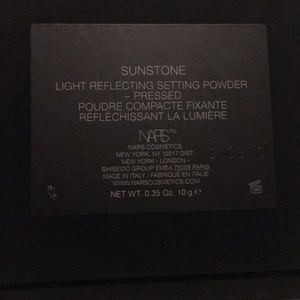 SUNSTONE
LIGHT REFLECTING SETTING POWDER
- PRESSED
POUDRE COMPACTE FIXANTE
RÉFLÉCHISSANT LA LUMIÈRE
NARS™
NARS COSMETICS
NEW YORK, NY 10017 DIST.
NEW YORK - LONDON -
SHISEIDO GROUP EMEA 75008 PARIS
MADE IN ITALY / FABRIQUÉ EN ITALIE
WWW.NARSCOSMETICS.COM
NET WT. 0.35 Oz. 10 g ℮